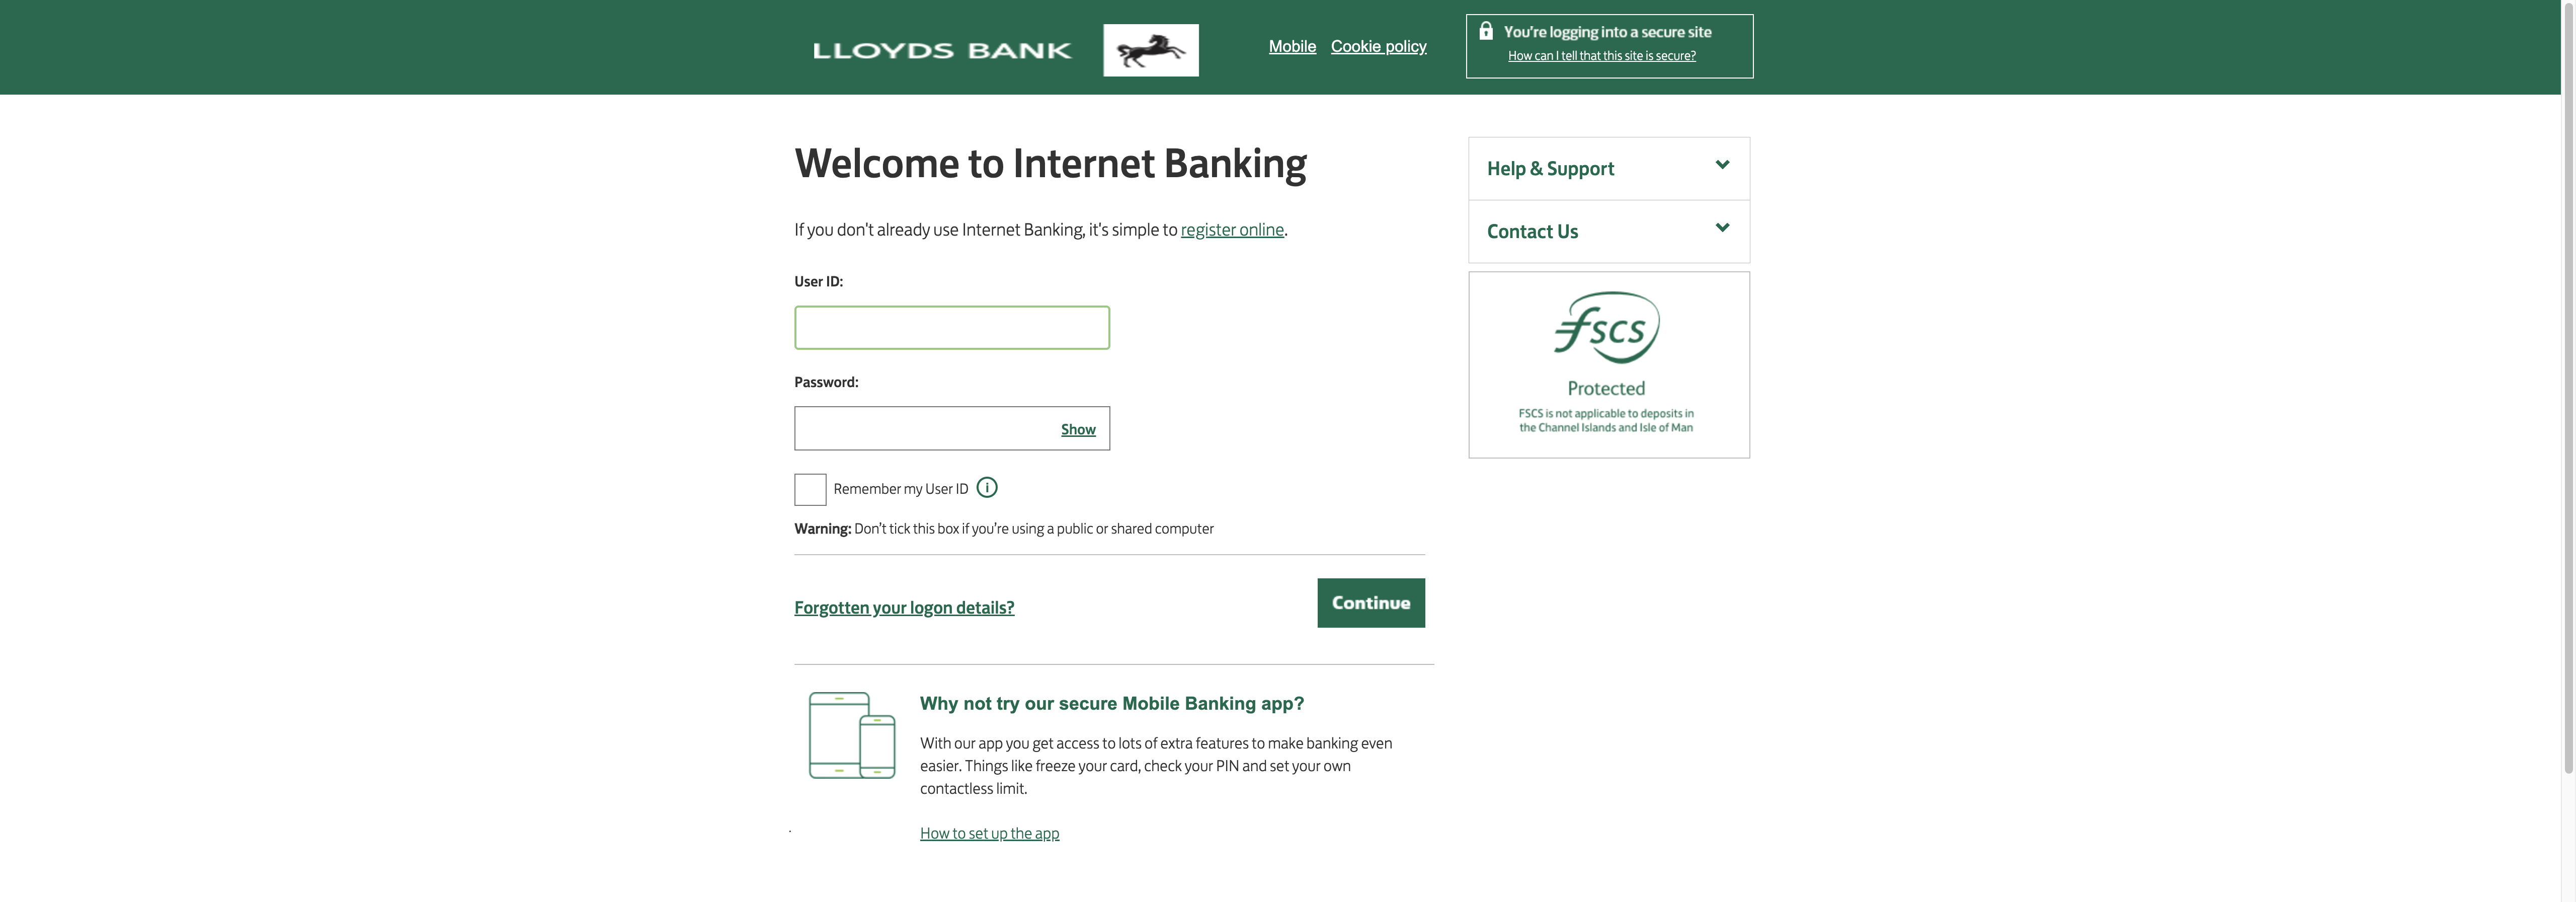 LLOYDS BANK
Mobile Cookie policy
You're logging into a secure site
How can I tell that this site is secure?
Welcome to Internet Banking
If you don't already use Internet Banking, it's simple to register online.
User ID:
Password:
Show
Remember my User ID i
Warning: Don't tick this box if you're using a public or shared computer
Forgotten your logon details?
Continue
Why not try our secure Mobile Banking app?
With our app you get access to lots of extra features to make banking even
easier. Things like freeze your card, check your PIN and set your own
contactless limit.
How to set up the app
Help & Support
Contact Us
fscs
Protected
FSCS is not applicable to deposits in
the Channel Islands and Isle of Man